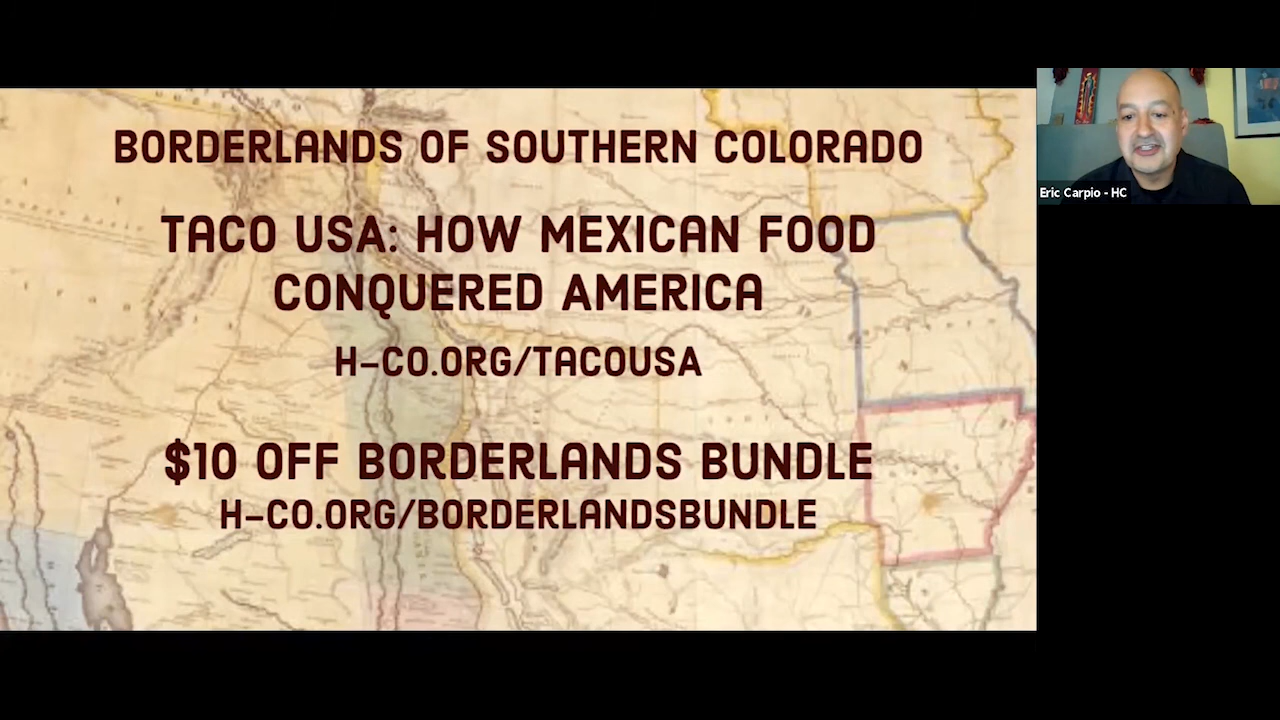 BORDERLANDS OF SOUTHERN COLORADO
TACO USA: HOW MEXICAN FOOD
CONQUERED AMERICA
H-CO.ORG/TACOUSA
$10 OFF BORDERLANDS BUNDLE
H-CO.ORG/BORDERLANDSBUNDLE
Eric Carpio - HC